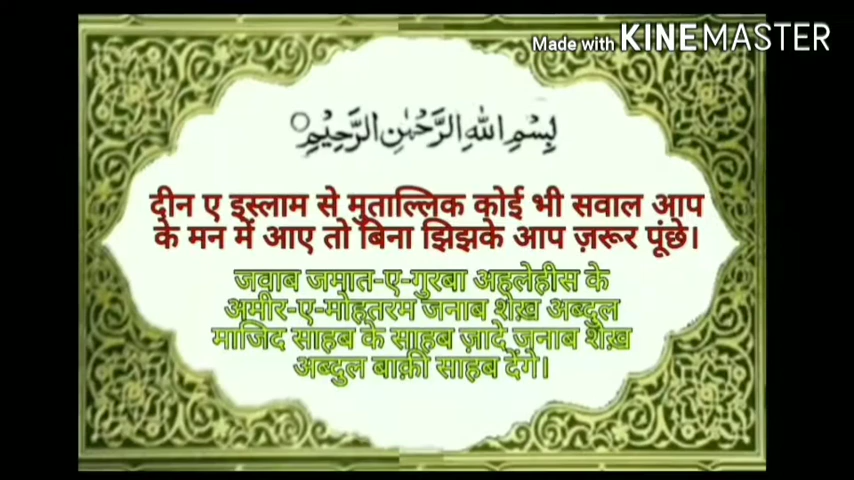 Made with KINEMASTER
بِسْمِ اللهِ الرَّحْمٰنِ الرَّحِيْمِ
दीन ए इस्लाम से मुताल्लिक कोई भी सवाल आप
के मन में आए तो बिना झिझके आप ज़रूर पूंछे।
जवाब जमात-ए-गुरबा अहलेहीस के
अमीर-ए-मोहतरम जनाब शेख़ अब्दुल
माजिद साहब के साहब ज़ादे जनाब शेख़
अब्दुल बाक़ी साहब देंगे।